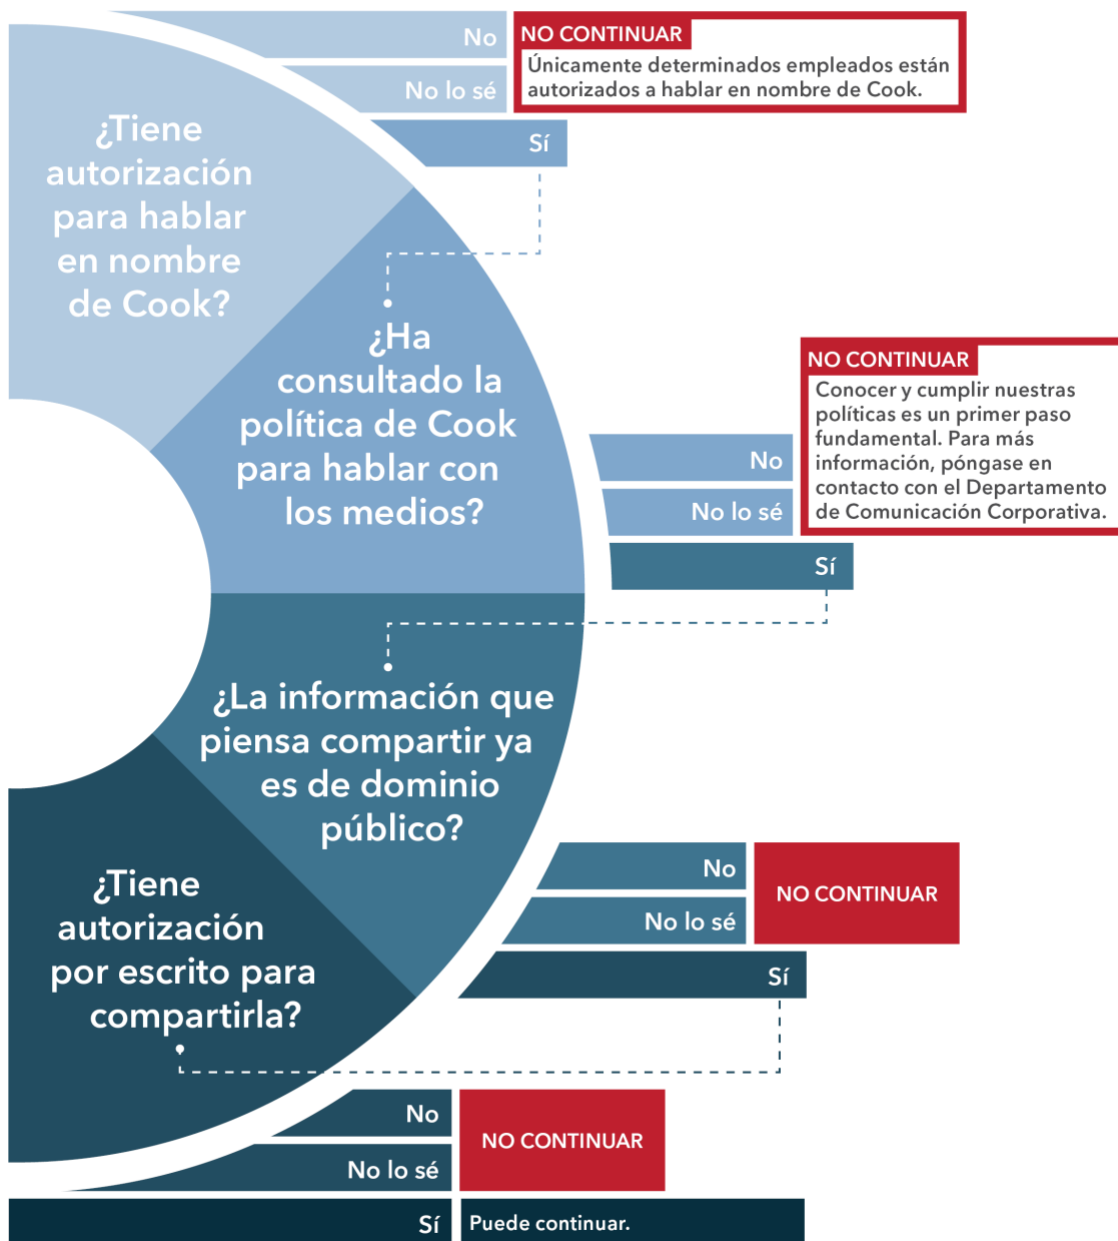 ¿Tiene
autorización
para hablar
en nombre
de Cook?
No
No lo sé
NO CONTINUAR
Únicamente determinados empleados están
autorizados a hablar en nombre de Cook.
Sí
¿Ha
consultado la
política de Cook
para hablar con
los medios?
No
No lo sé
NO CONTINUAR
Conocer y cumplir nuestras
políticas es un primer paso
fundamental. Para más
información, póngase en
contacto con el Departamento
de Comunicación Corporativa.
Sí
¿La información que
piensa compartir ya
es de dominio
público?
No
No lo sé
NO CONTINUAR
Sí
¿Tiene
autorización
por escrito para
compartirla?
No
No lo sé
NO CONTINUAR
Sí
Puede continuar.